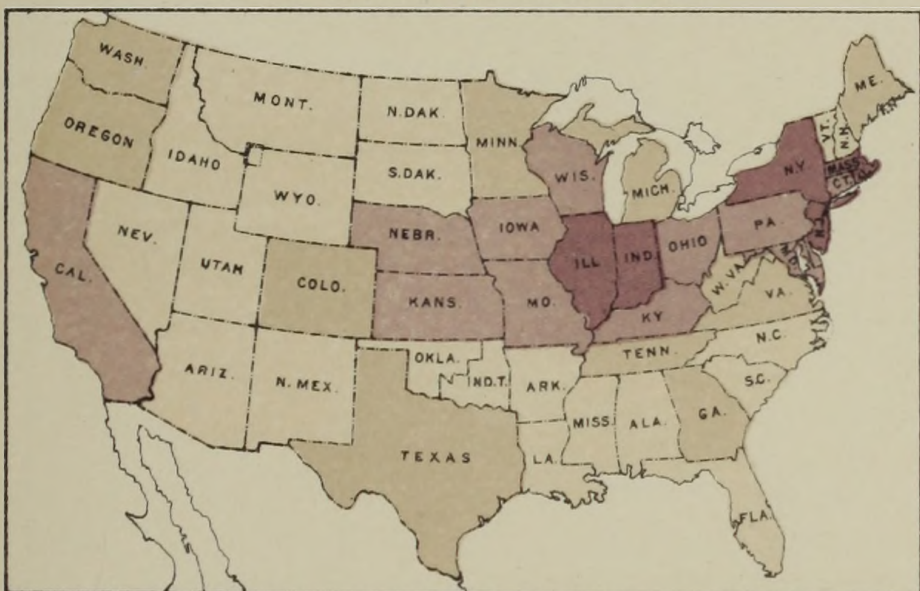 WASH.
OREGON
IDAHO
MONT.
N.DAK.
S.DAK.
WYO.
NEV.
UTAH
COLO.
CAL.
ARIZ.
N.MEX.
NEBR.
KANS.
OKLA.
IND.T.
TEXAS
MINN.
IOWA
MO.
ARK.
LA.
WIS.
ILL
MICH.
IND.
OHIO
KY
TENN.
MISS.
ALA.
GA.
FLA.
S.C.
N.C.
VA.
W.VA.
PA.
N.J.
N.Y.
VT.
N.H.
ME.
MASS.
CT.